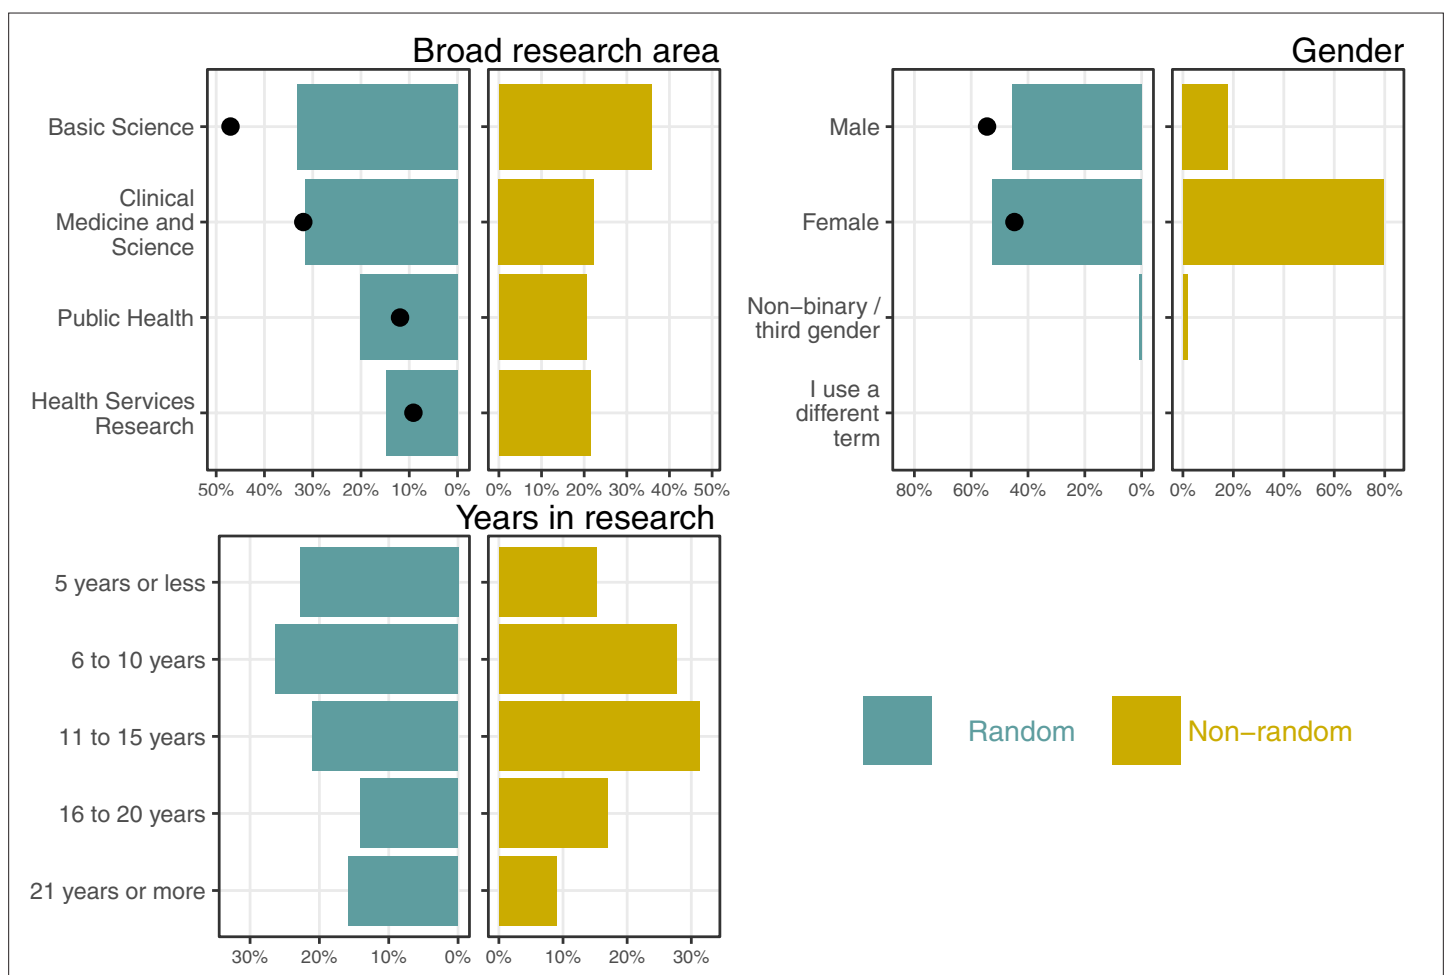 Broad research area
Basic Science
Clinical
Medicine and
Science
Public Health
Health Services
Research
50% 40% 30% 20% 10% 0%
0% 10% 20% 30% 40% 50%
Gender
Male
Female
Non−binary /
third gender
I use a
different
term
80% 60% 40% 20% 0%
0% 20% 40% 60% 80%
Years in research
5 years or less
6 to 10 years
11 to 15 years
16 to 20 years
21 years or more
30% 20% 10% 0%
0% 10% 20% 30%
Random
Non−random